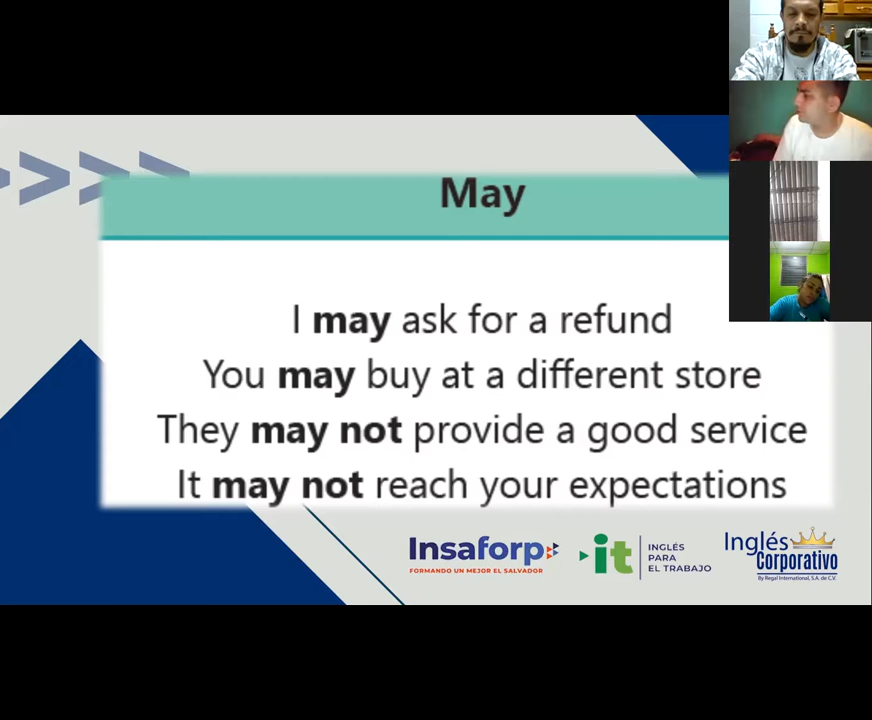 May
I may ask for a refund
You may buy at a different store
They may not provide a good service
It may not reach your expectations
Insaforp
FORMANDO UN MEJOR EL SALVADOR
it
INGLÉS
PARA
EL TRABAJO
Inglés
Corporativo
By Regal International, S.A. de C.V.